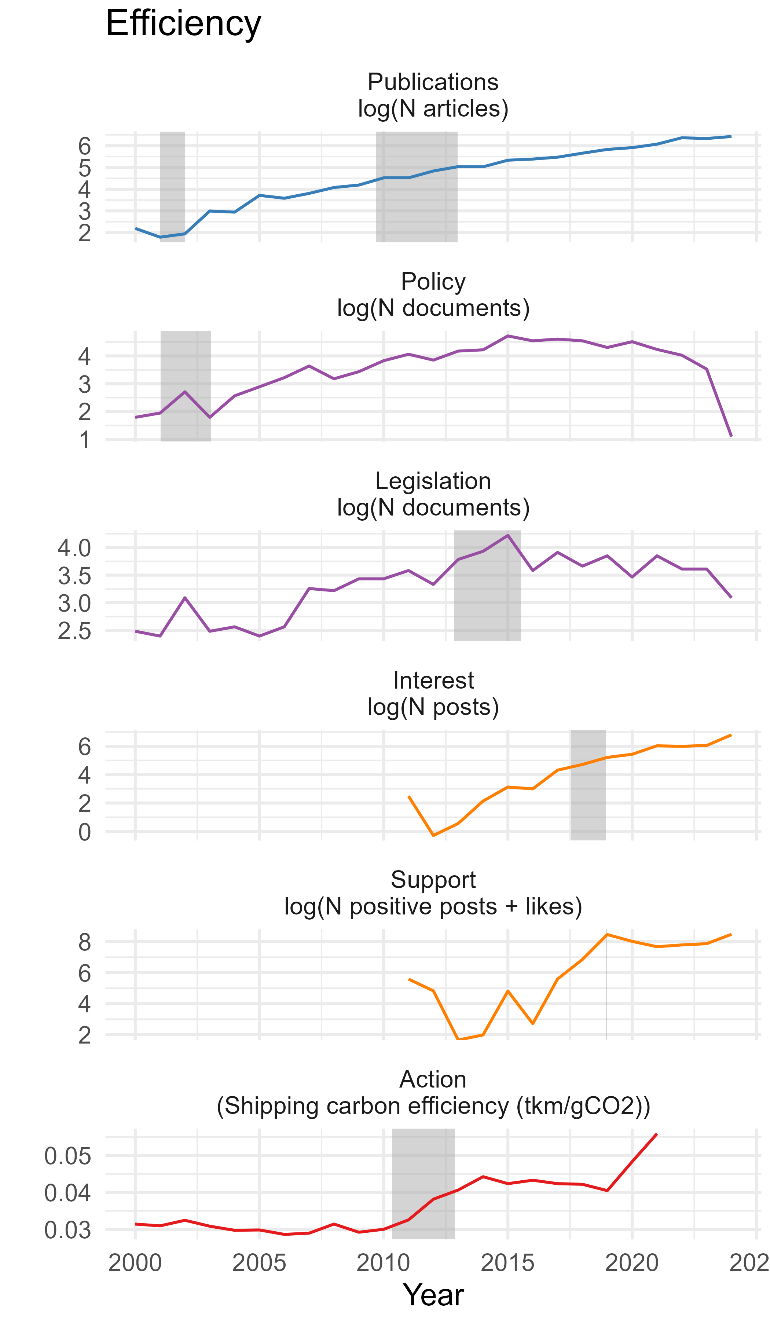 Efficiency
Publications
log(N articles)
6
5
4
3
2
Policy
log(N documents)
4
3
2
1
Legislation
log(N documents)
4.0
3.5
3.0
2.5
Interest
log(N posts)
6
4
2
0
Support
log(N positive posts + likes)
8
6
4
2
Action
(Shipping carbon efficiency (tkm/gCO2))
0.05
0.04
0.03
2000 2005 2010 2015 2020 202
Year